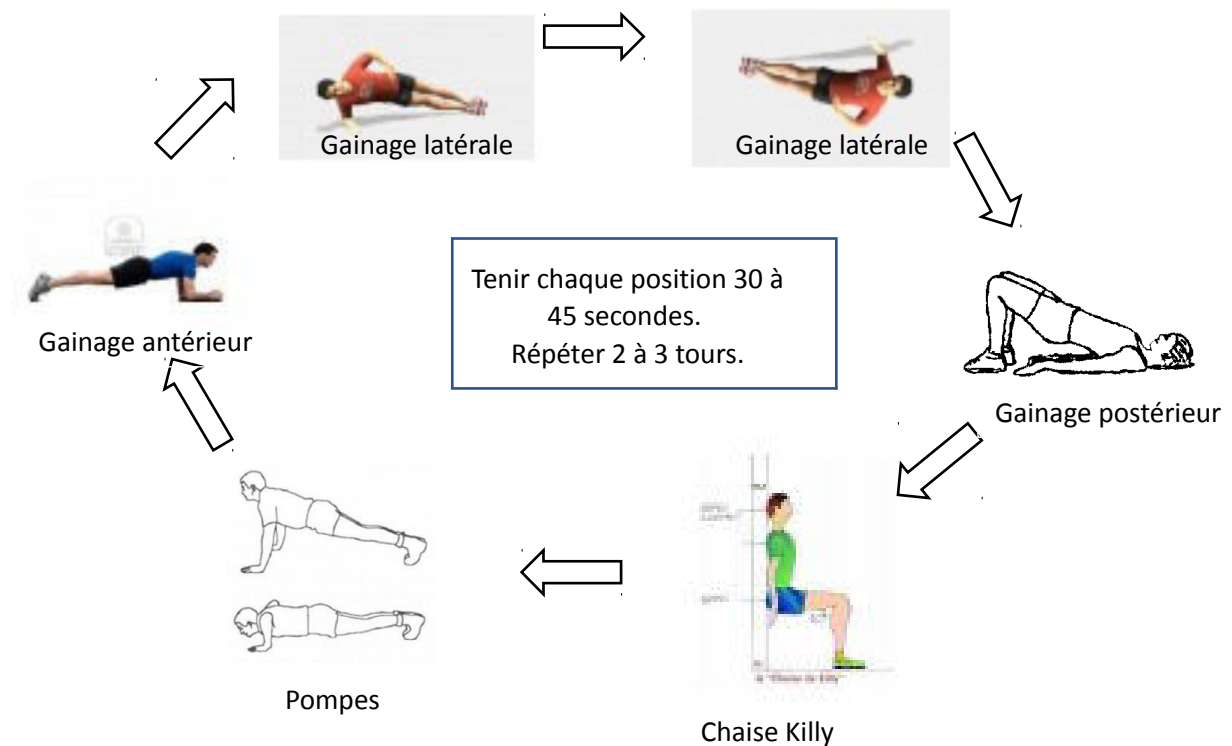 Gainage latérale
Gainage latérale
Gainage antérieur
Tenir chaque position 30 à
45 secondes.
Répéter 2 à 3 tours.
Gainage postérieur
Pompes
Chaise Killy